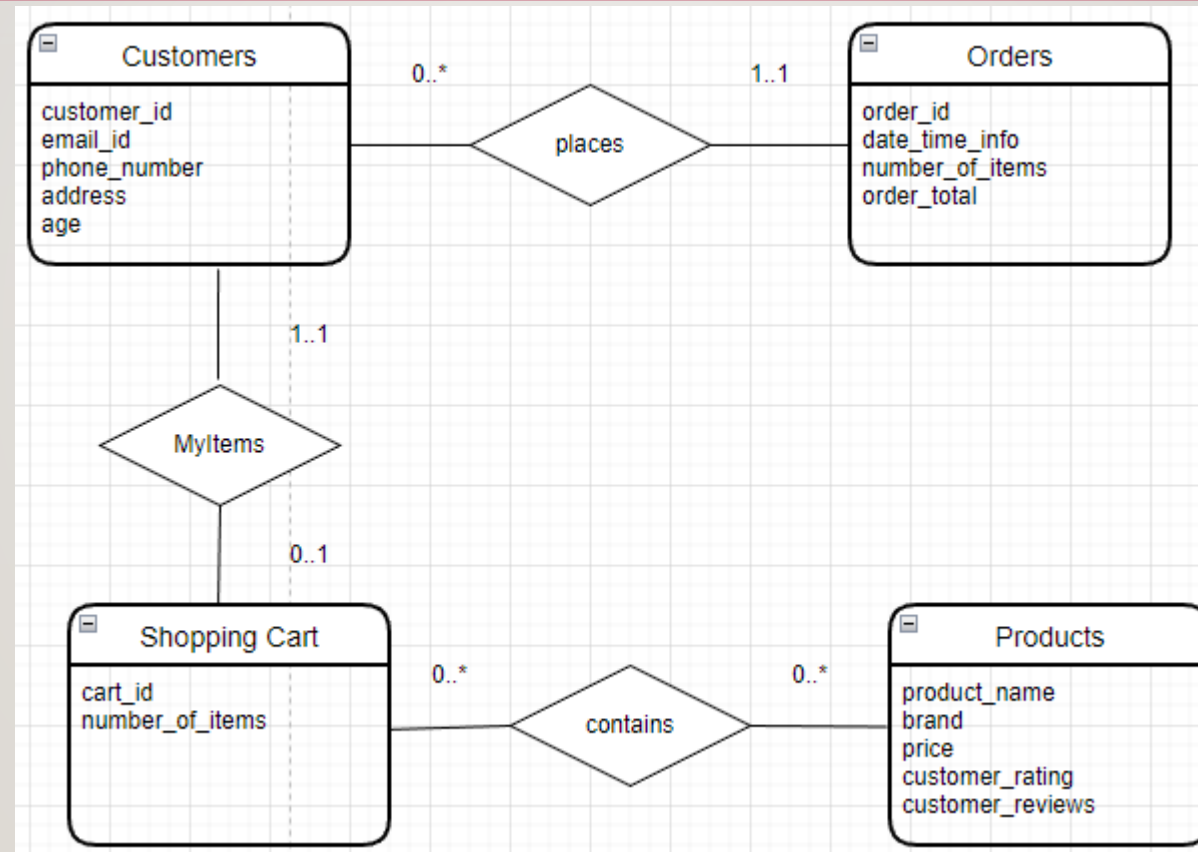 Customers
customer_id
email_id
phone_number
address
age
0..*
places
1..1
Orders
order_id
date_time_info
number_of_items
order_total
1..1
MyItems
0..1
Shopping Cart
cart_id
number_of_items
0..*
contains
0..*
Products
product_name
brand
price
customer_rating
customer_reviews